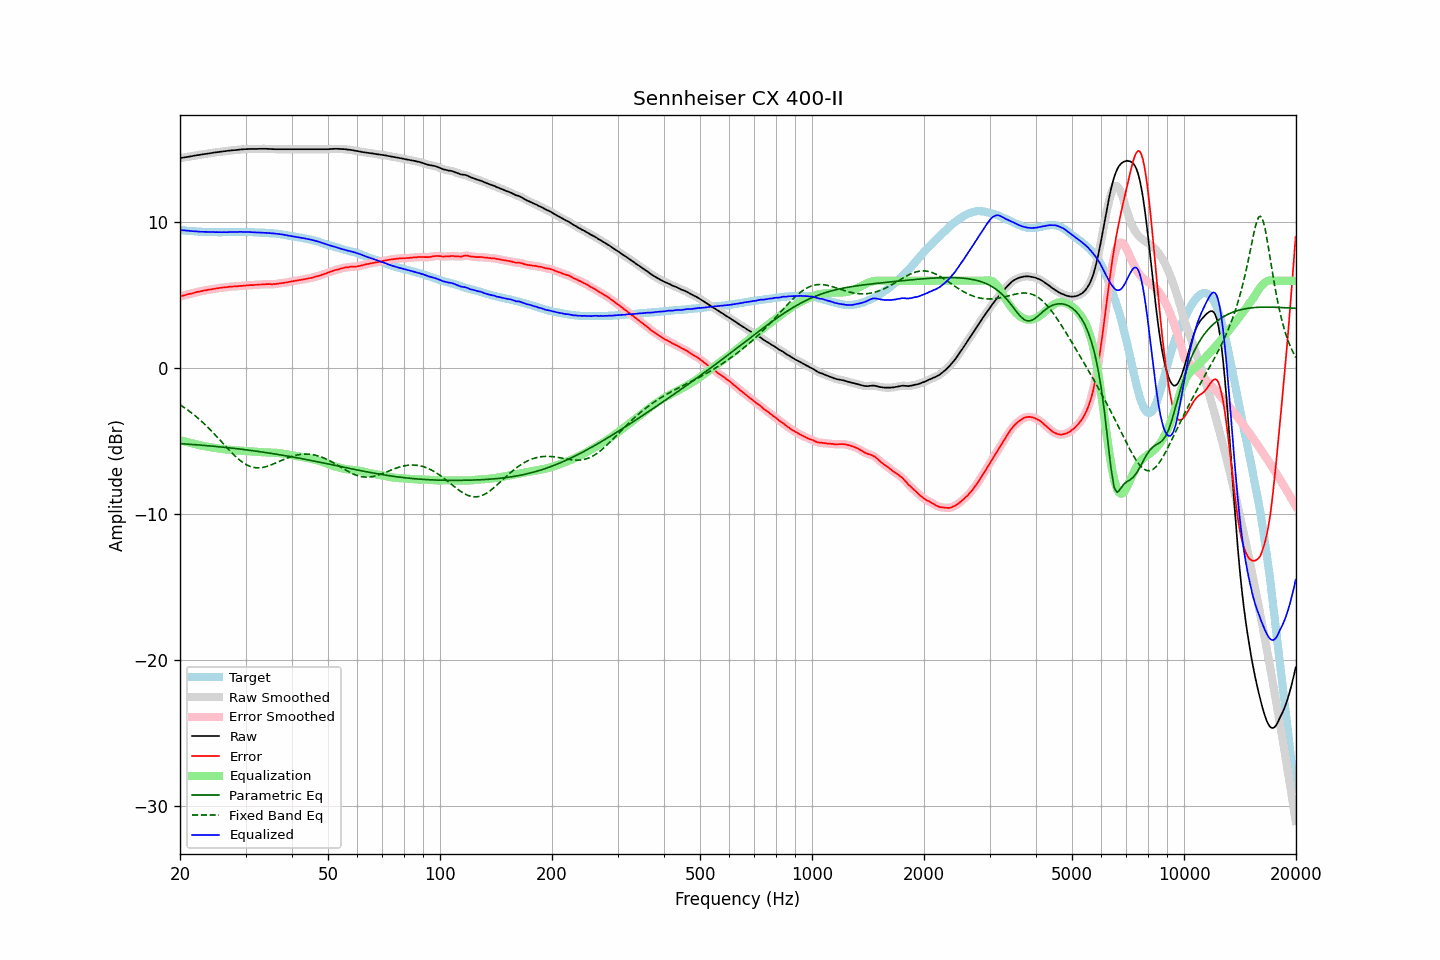 Sennheiser CX 400-II
Amplitude (dBr)
10
0
−10
−20
−30
Target
Raw Smoothed
Error Smoothed
Raw
Error
Equalization
Parametric Eq
Fixed Band Eq
Equalized
20 50 100 200 500 1000 2000 5000 10000 20000
Frequency (Hz)